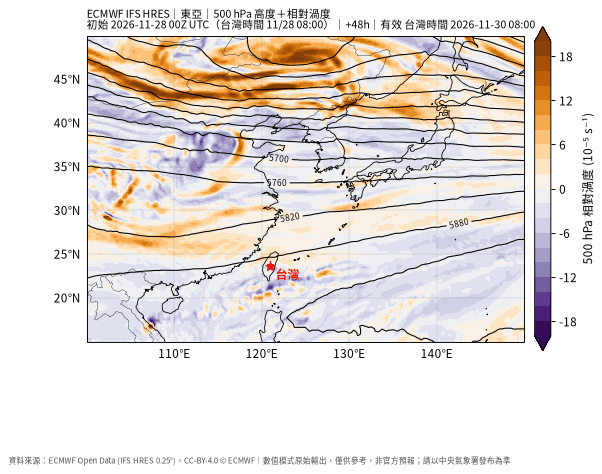 ECMWF IFS HRES｜東亞｜500 hPa 高度＋相對渦度
初始 2026-11-28 00Z UTC（台灣時間 11/28 08:00）｜+48h｜有效 台灣時間 2026-11-30 08:00
45°N
40°N
35°N
30°N
25°N
20°N
110°E
120°E
130°E
140°E
5700
5760
5820
5880
台灣
18
12
6
0
-6
-12
-18
500 hPa 相對渦度 (10⁻⁵ s⁻¹)
資料來源：ECMWF Open Data (IFS HRES 0.25°)，CC-BY-4.0 © ECMWF｜數值模式原始輸出，僅供參考，非官方預報；請以中央氣象署發布為準